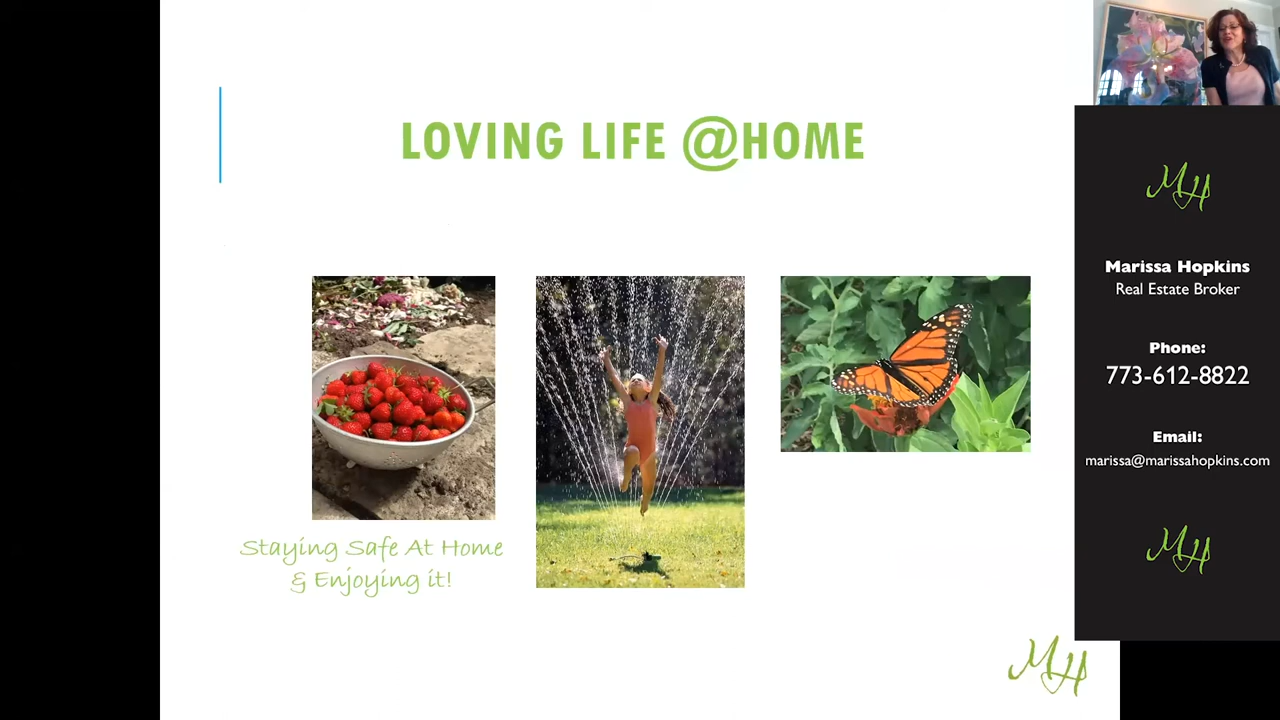 LOVING LIFE @HOME
Staying Safe At Home
& Enjoying it!
MH
MH
Marissa Hopkins
Real Estate Broker
Phone:
773-612-8822
Email:
marissa@marissahopkins.com
MH